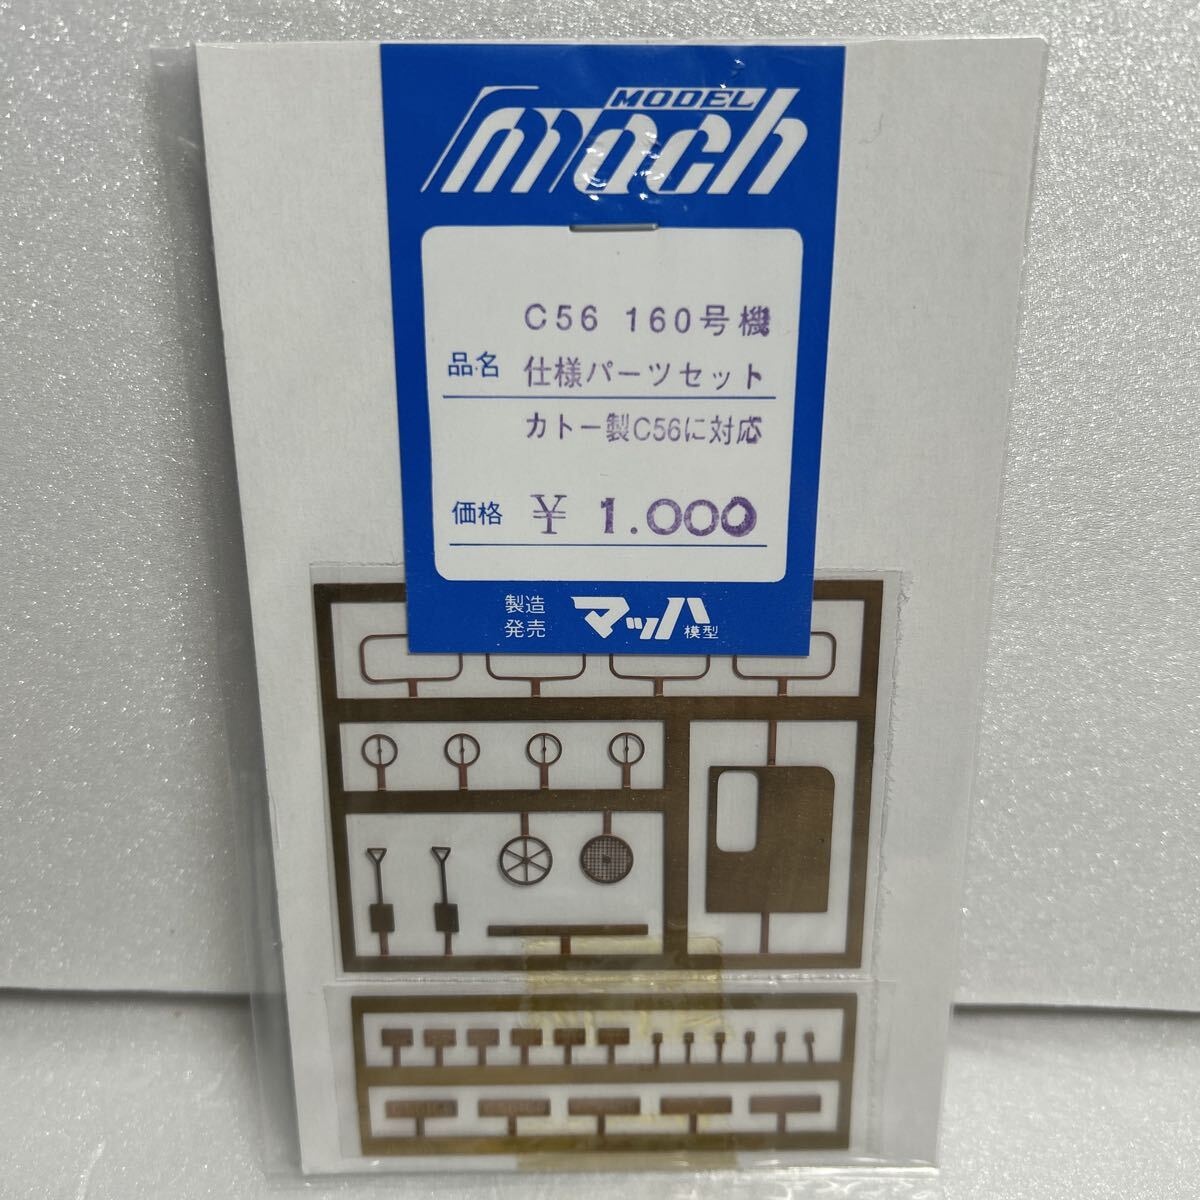 MODEL
mach
C56 160号機
品名 仕様パーツセット
カトー製C56に対応
価格 ¥ 1.000
製造
発売 マッハ模型